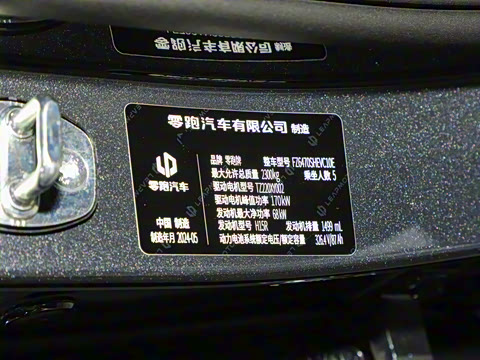 零跑汽车有限公司 制造
品牌 零跑牌 整车型号 FZ6470SHEVC10E
最大允许总质量 2300kg 乘坐人数 5
驱动电机型号 TZ220XY002
驱动电机峰值功率 170kW
发动机最大净功率 68kW
发动机型号 H15R 发动机排量 1499 mL
动力电池系统额定电压/额定容量 326.4V/87Ah
零跑汽车
中国 制造
制造年月 2024-05